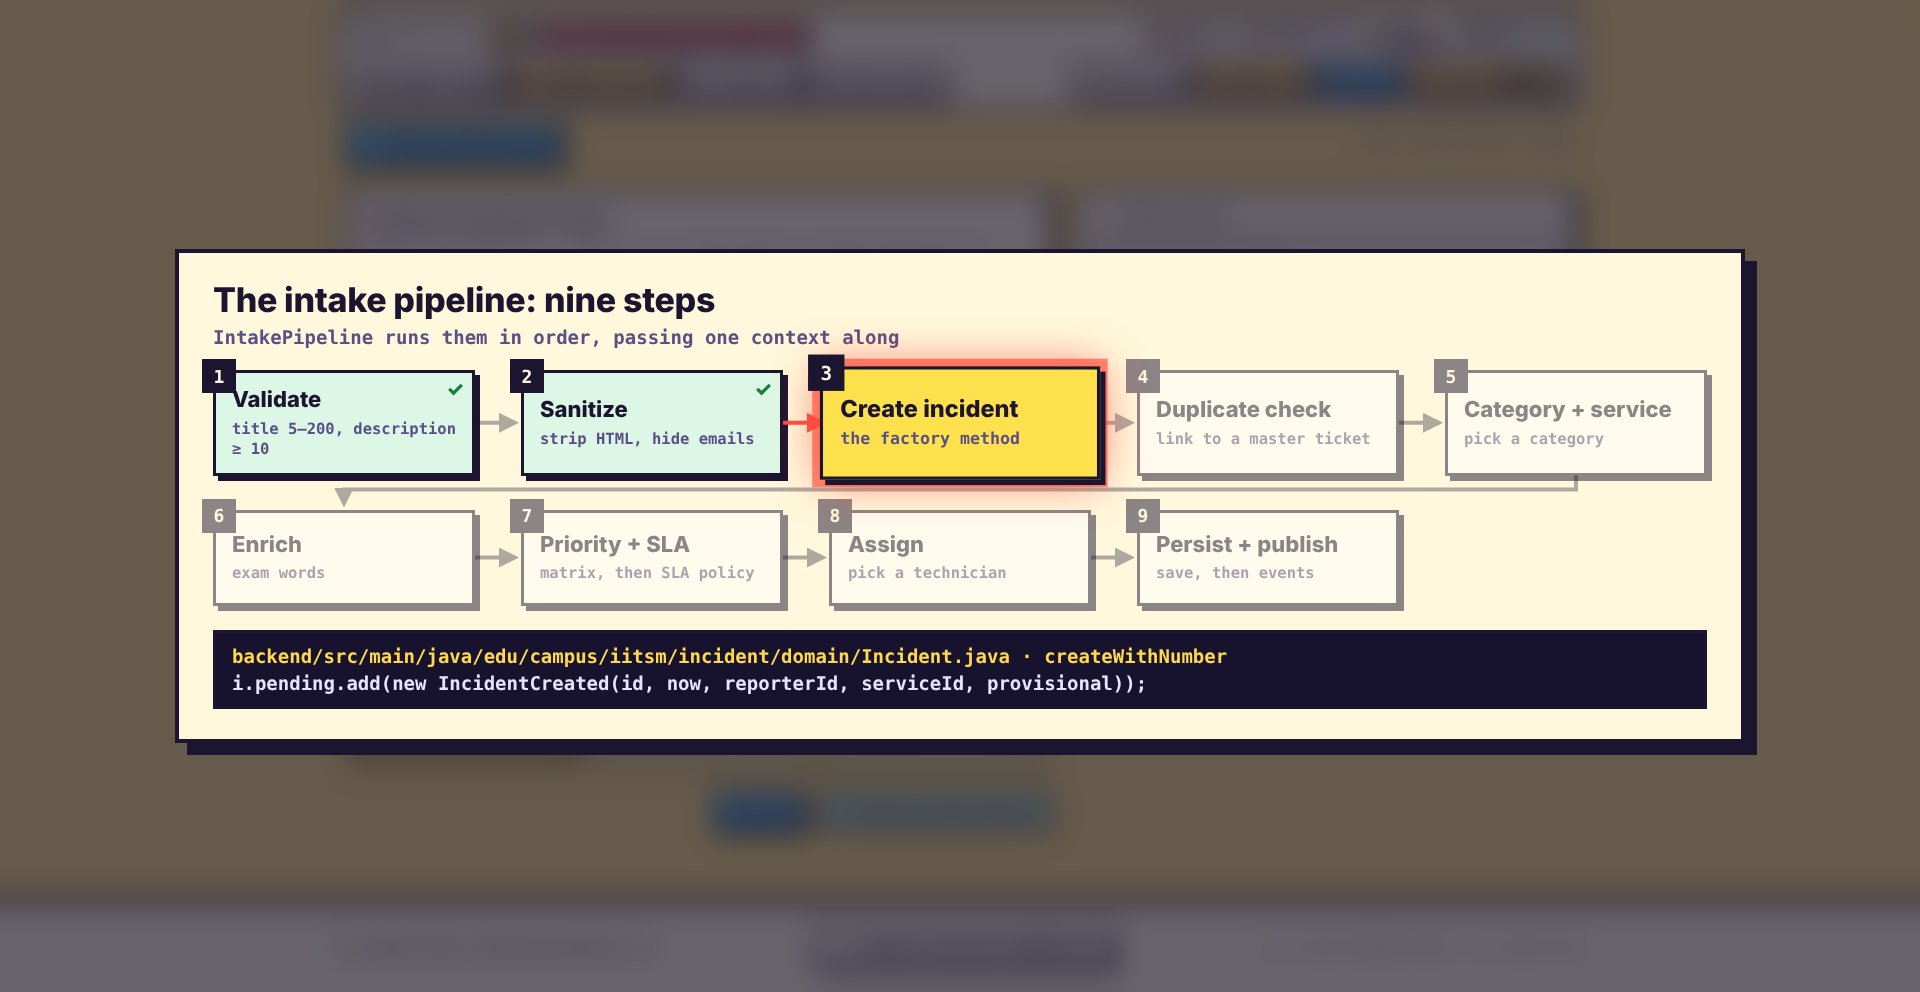 The intake pipeline: nine steps
IntakePipeline runs them in order, passing one context along
1
Validate
title 5–200, description
≥ 10
2
Sanitize
strip HTML, hide emails
3
Create incident
the factory method
4
Duplicate check
link to a master ticket
5
Category + service
pick a category
6
Enrich
exam words
7
Priority + SLA
matrix, then SLA policy
8
Assign
pick a technician
9
Persist + publish
save, then events
backend/src/main/java/edu/campus/iitsm/incident/domain/Incident.java · createWithNumber
i.pending.add(new IncidentCreated(id, now, reporterId, serviceId, provisional));